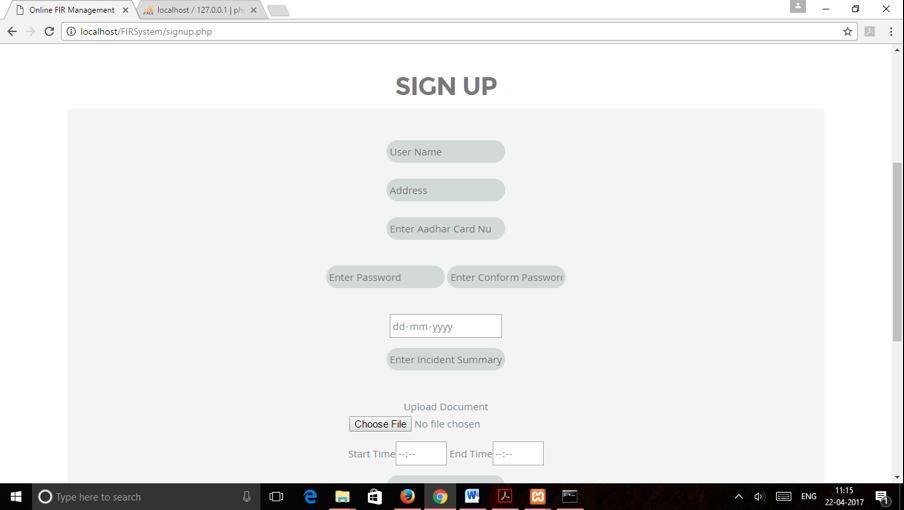 Online FIR Management
localhost / 127.0.0.1 | ph
localhost/FIRSystem/signup.php
SIGN UP
User Name
Address
Enter Aadhar Card Nu
Enter Password Enter Conform Password
dd-mm-yyyy
Enter Incident Summary
Upload Document
Choose File No file chosen
Start Time --:-- End Time --:--
Type here to search
ENG
11:15
22-04-2017
1